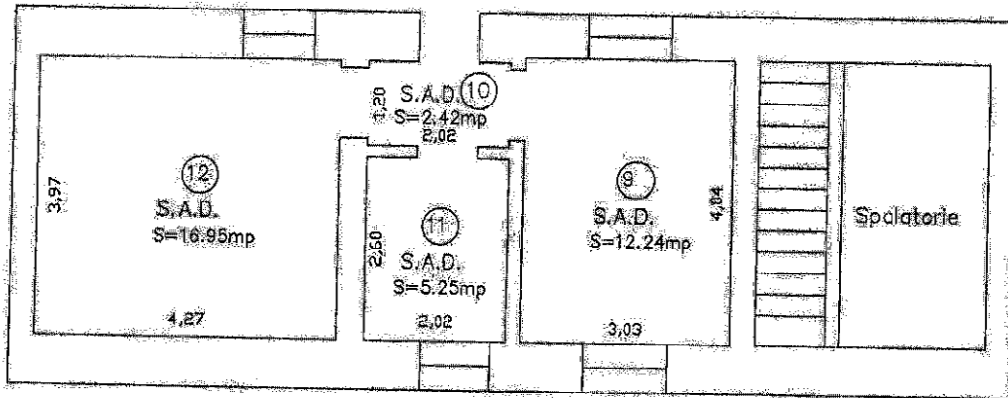 10
S.A.D.
1,20
S=2.42mp
2,02
12
S.A.D.
S=16.95mp
3,97
4,27
11
S.A.D.
S=5.25mp
2,60
2,02
9
S.A.D.
S=12.24mp
4,04
3,03
Spalatorie